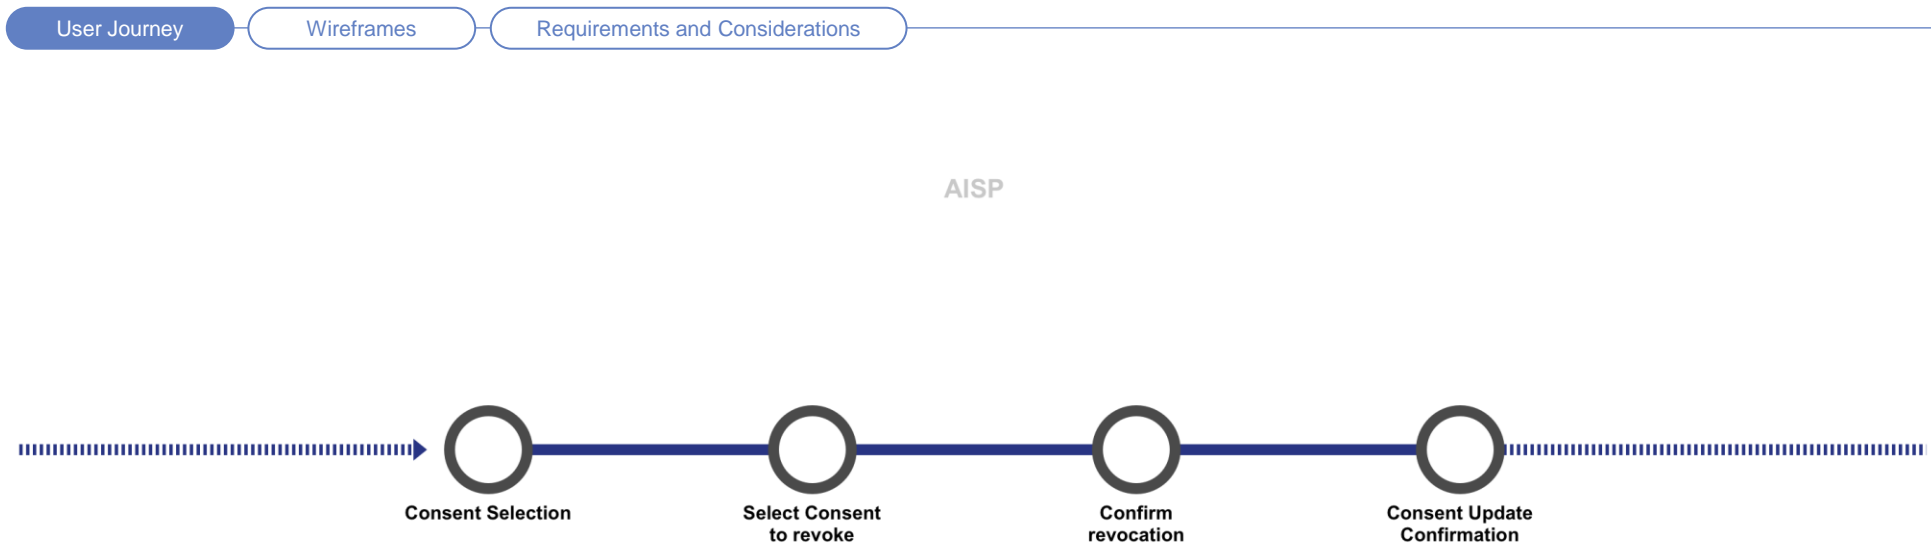 User Journey
Wireframes
Requirements and Considerations
AISP
Consent Selection
Select Consent
to revoke
Confirm
revocation
Consent Update
Confirmation